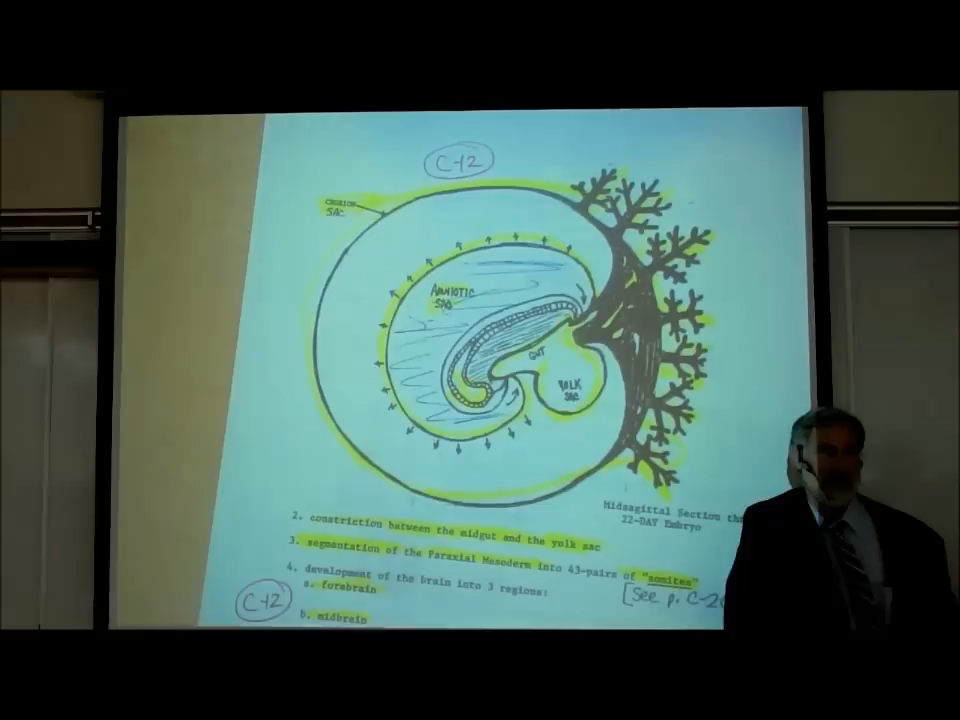 C-12
CHORION
SAC
AMNIOTIC
SAC
GUT
YOLK
SAC
Midsagittal Section
22-DAY Embryo
2. constriction between the midgut and the yolk sac
3. segmentation of the Paraxial Mesoderm into 43-pairs of "somites"
4. development of the brain into 3 regions:
[See p. C-2
a. forebrain
C-12
b. midbrain